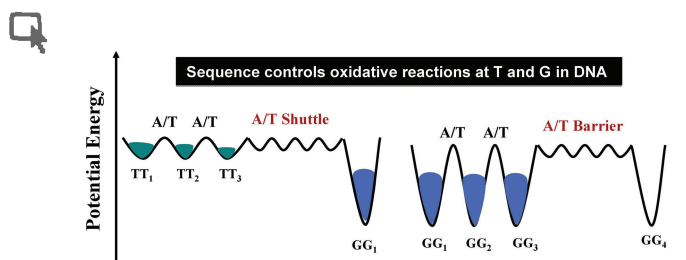 Sequence controls oxidative reactions at T and G in DNA
Potential Energy
A/T A/T A/T Shuttle
TT₁ TT₂ TT₃
GG₁
A/T A/T A/T Barrier
GG₁ GG₂ GG₃
GG₄